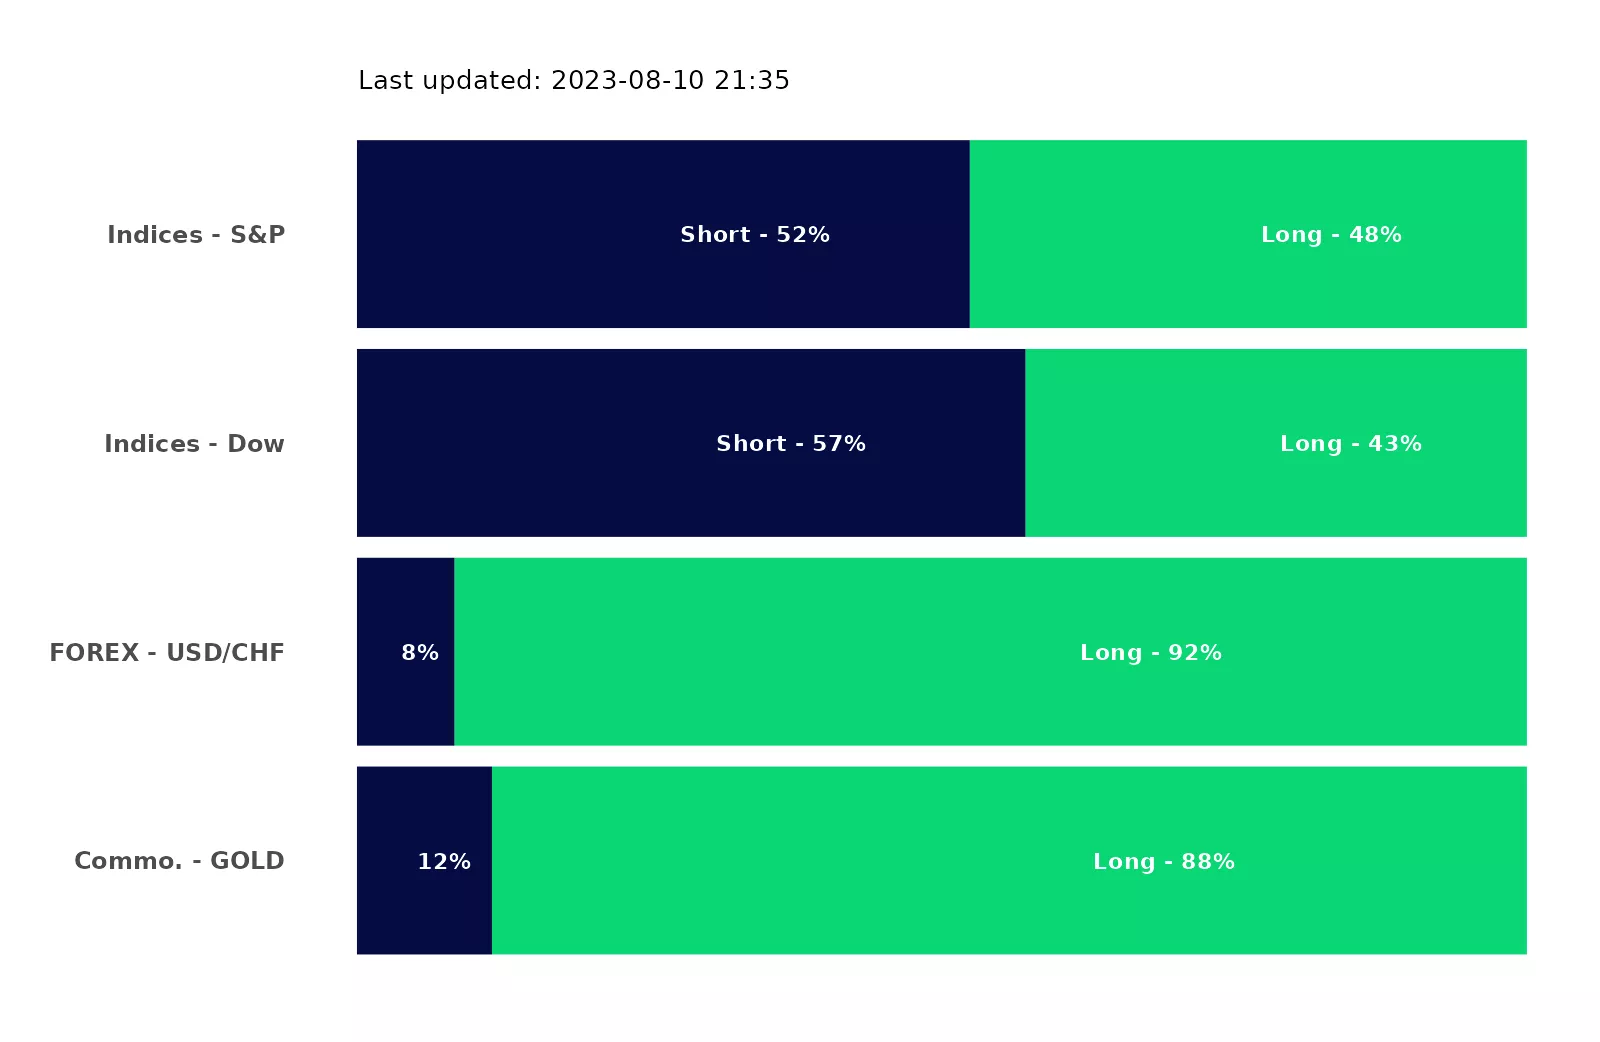 Last updated: 2023-08-10 21:35
Indices - S&P
Short - 52%
Long - 48%
Indices - Dow
Short - 57%
Long - 43%
FOREX - USD/CHF
8%
Long - 92%
Commo. - GOLD
12%
Long - 88%